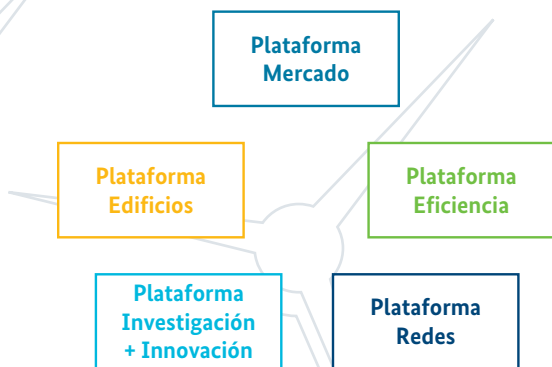 Plataforma
Mercado
Plataforma
Edificios
Plataforma
Eficiencia
Plataforma
Investigación
+ Innovación
Plataforma
Redes